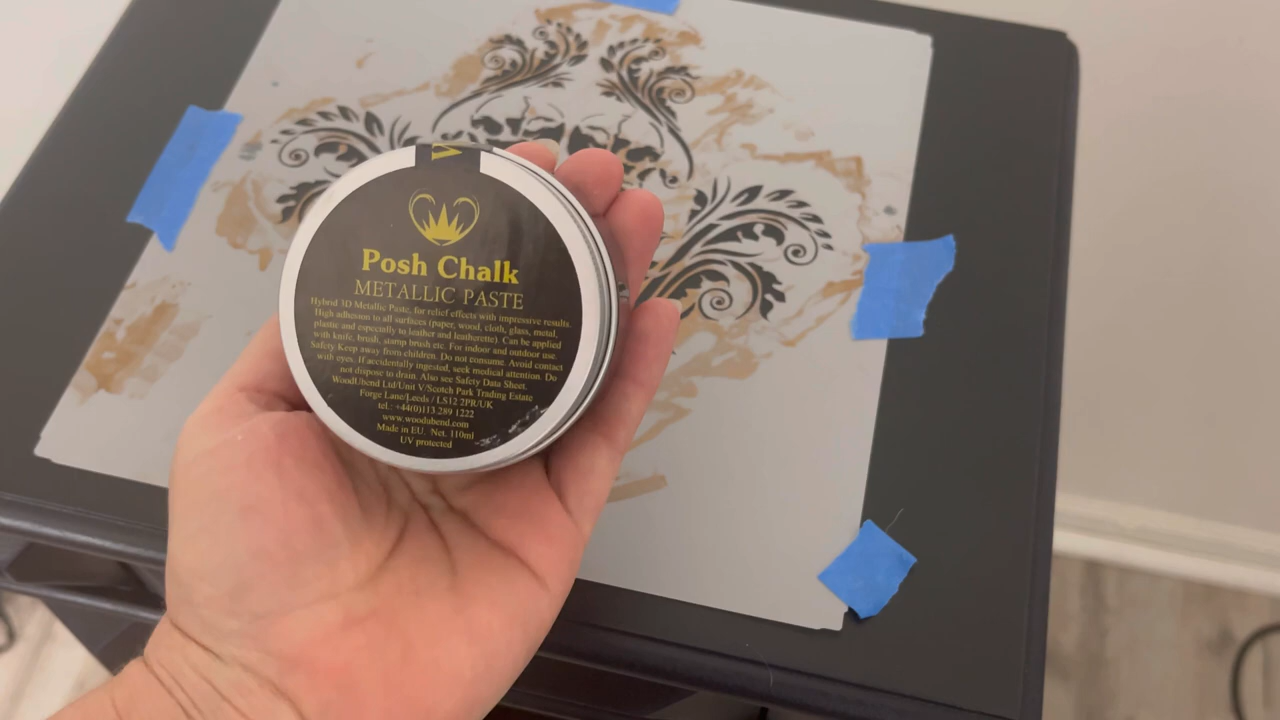 Posh Chalk
METALLIC PASTE
Hybrid 3D Metallic Paste, for relief effects with impressive results.
High adhesion to all surfaces (paper, wood, cloth, glass, metal,
plastic and especially to leather and leatherette). Can be applied
with knife, brush, stamp brush etc. For indoor and outdoor use.
Safety Keep away from children. Do not consume. Avoid contact
with eyes. If accidentally ingested, seek medical attention. Do
not dispose to drain. Also see Safety Data Sheet.
WoodUbend Ltd/Unit V/Scotch Park Trading Estate
Forge Lane/Leeds / LS12 2PR/UK
tel.: +44(0)113 289 1222
www.woodubend.com
Made in EU. Net. 110ml
UV protected